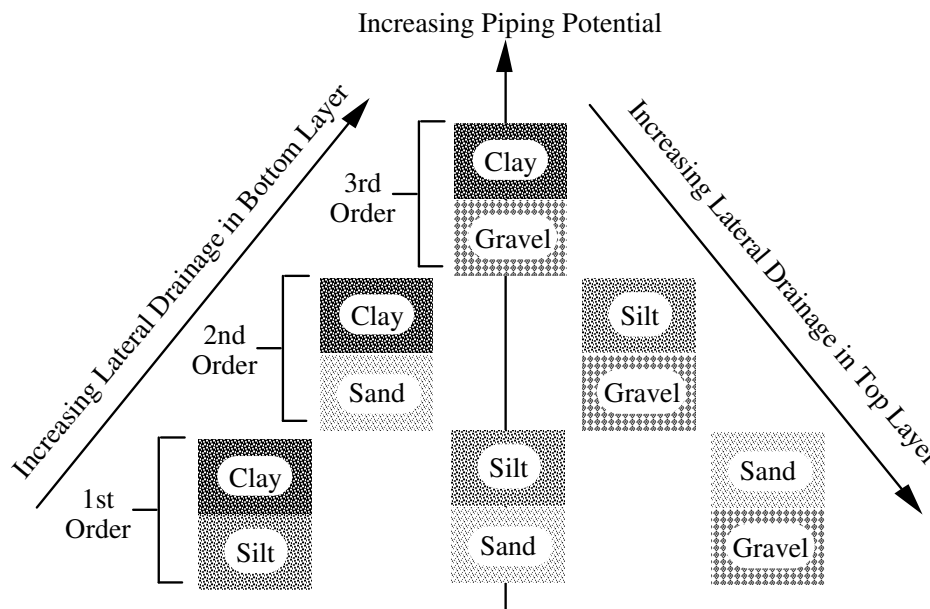 Increasing Piping Potential
Increasing Lateral Drainage in Bottom Layer
Increasing Lateral Drainage in Top Layer
3rd
Order
Clay
Gravel
2nd
Order
Clay
Sand
Silt
Gravel
1st
Order
Clay
Silt
Silt
Sand
Sand
Gravel